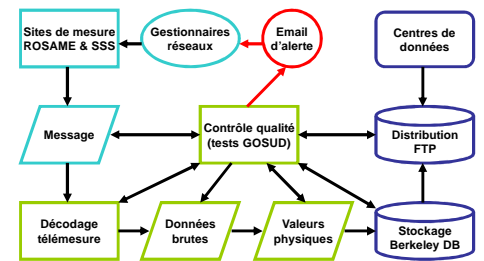 Sites de mesure
ROSAME & SSS
Gestionnaires
réseaux
Email
d'alerte
Centres de
données
Message
Contrôle qualité
(tests GOSUD)
Distribution
FTP
Décodage
télémesure
Données
brutes
Valeurs
physiques
Stockage
Berkeley DB